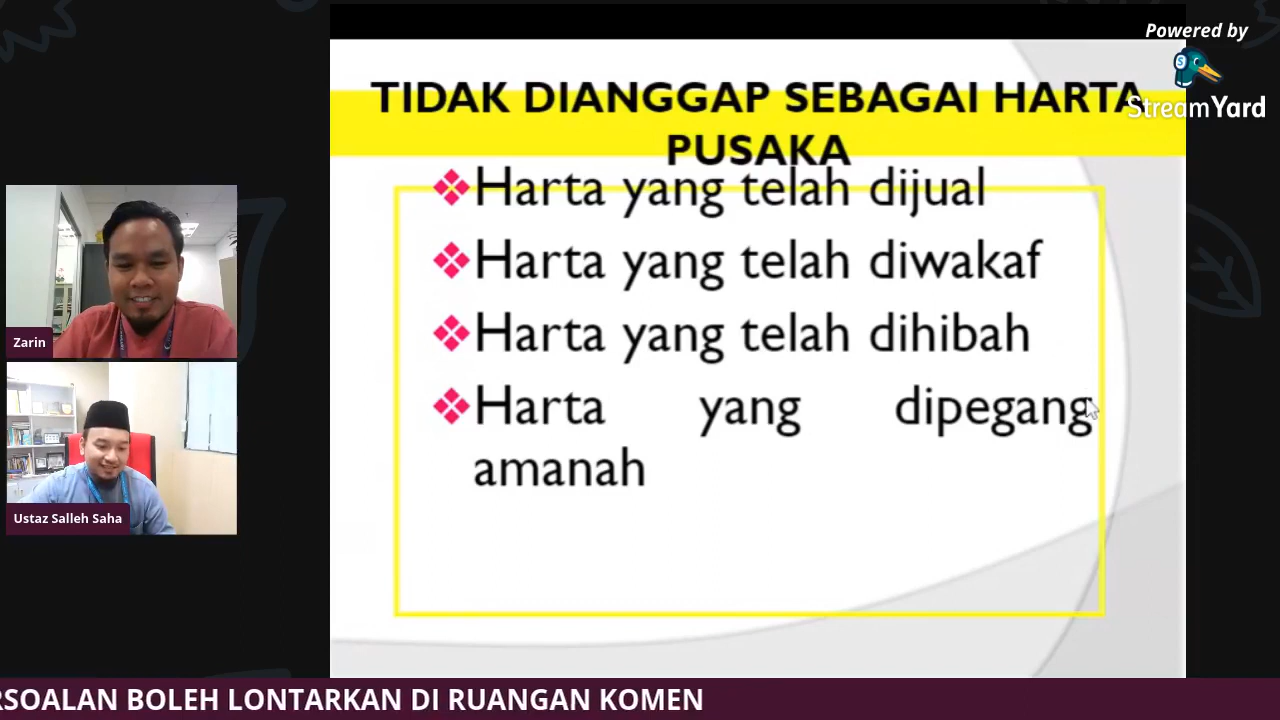 Powered by
StreamYard
TIDAK DIANGGAP SEBAGAI HARTA
PUSAKA
Harta yang telah dijual
Harta yang telah diwakaf
Harta yang telah dihibah
Harta yang dipegang
amanah
Zarin
Ustaz Salleh Saha
RSOALAN BOLEH LONTARKAN DI RUANGAN KOMEN